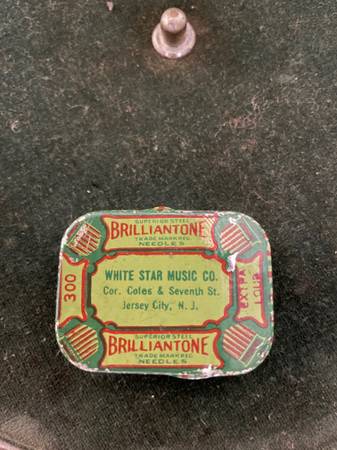 SUPERIOR STEEL
BRILLIANTONE
TRADE MARK REG.
NEEDLES
300
WHITE STAR MUSIC CO.
Cor. Coles & Seventh St.
Jersey City, N. J.
EXTRA
LOUD
SUPERIOR STEEL
BRILLIANTONE
TRADE MARK REG.
NEEDLES